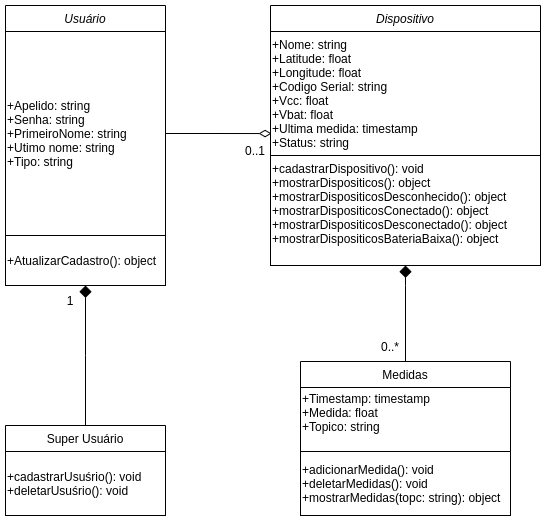 Usuário
+Apelido: string
+Senha: string
+PrimeiroNome: string
+Utimo nome: string
+Tipo: string
+AtualizarCadastro(): object
1
Dispositivo
+Nome: string
+Latitude: float
+Longitude: float
+Codigo Serial: string
+Vcc: float
+Vbat: float
+Ultima medida: timestamp
+Status: string
0..1
+cadastrarDispositivo(): void
+mostrarDispositicos(): object
+mostrarDispositicosDesconhecido(): object
+mostrarDispositicosConectado(): object
+mostrarDispositicosDesconectado(): object
+mostrarDispositicosBateriaBaixa(): object
0..*
Super Usuário
+cadastrarUsuśrio(): void
+deletarUsuśrio(): void
Medidas
+Timestamp: timestamp
+Medida: float
+Topico: string
+adicionarMedida(): void
+deletarMedidas(): void
+mostrarMedidas(topc: string): object